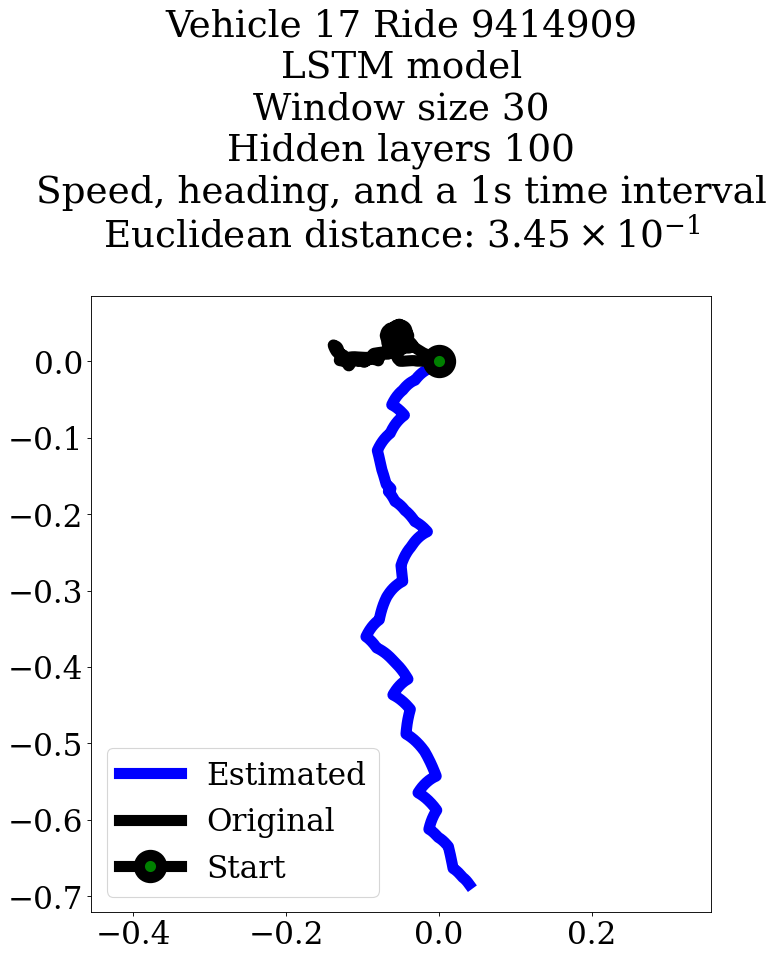 Vehicle 17 Ride 9414909
LSTM model
Window size 30
Hidden layers 100
Speed, heading, and a 1s time interval
Euclidean distance: 3.45 × 10⁻¹
0.0
−0.1
−0.2
−0.3
−0.4
−0.5
−0.6
−0.7
Estimated
Original
Start
−0.4 −0.2 0.0 0.2